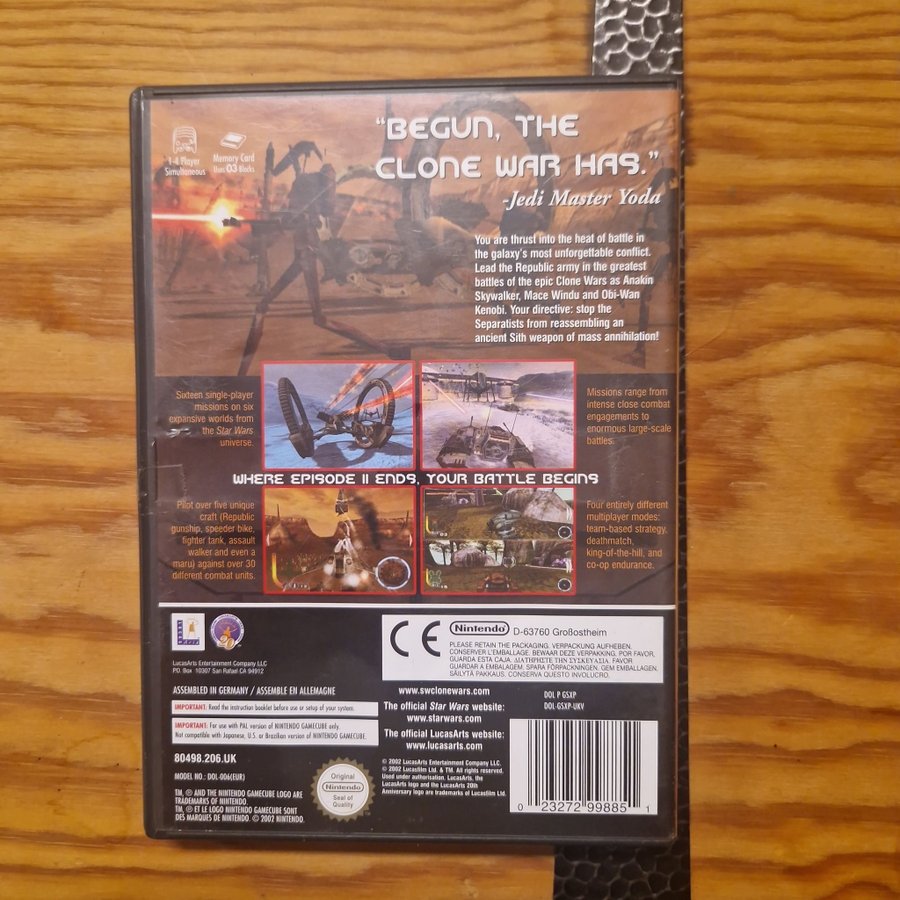 1-4 Player
Simultaneous
Memory Card
Uses 03 Blocks
"BEGUN, THE
CLONE WAR HAS."
-Jedi Master Yoda
You are thrust into the heat of battle in
the galaxy's most unforgettable conflict.
Lead the Republic army in the greatest
battles of the epic Clone Wars as Anakin
Skywalker, Mace Windu and Obi-Wan
Kenobi. Your directive: stop the
Separatists from reassembling an
ancient Sith weapon of mass annihilation!
Sixteen single-player
missions on six
expansive worlds from
the Star Wars
universe.
Missions range from
intense close combat
engagements to
enormous large-scale
battles.
WHERE EPISODE II ENDS, YOUR BATTLE BEGINS
Pilot over five unique
craft (Republic
gunship, speeder bike,
fighter tank, assault
walker and even a
maru) against over 30
different combat units.
Four entirely different
multiplayer modes:
team-based strategy,
deathmatch,
king-of-the-hill, and
co-op endurance.
LucasArts Entertainment Company LLC
P.O. Box 10307 San Rafael CA 94912
ASSEMBLED IN GERMANY / ASSEMBLE EN ALLEMAGNE
IMPORTANT: Read the instruction booklet before use or setup of your system.
IMPORTANT: For use with PAL version of NINTENDO GAMECUBE only.
Not compatible with Japanese, U.S. or Brazilian version of NINTENDO GAMECUBE.
80498.206.UK
MODEL NO.: DOL-006(EUR)
TM, ® AND THE NINTENDO GAMECUBE LOGO ARE
TRADEMARKS OF NINTENDO.
TM, ® ET LE LOGO NINTENDO GAMECUBE SONT
DES MARQUES DE NINTENDO. © 2002 NINTENDO.
Original
Nintendo
Seal of
Quality
CE
Nintendo D-63760 Großostheim
PLEASE RETAIN THE PACKAGING. VERPACKUNG AUFHEBEN.
CONSERVER L'EMBALLAGE. BEWAAR DEZE VERPAKKING. POR FAVOR,
GUARDA ESTA CAJA. ΔΙΑΤΗΡΗΣΤΕ ΤΗΝ ΣΥΣΚΕΥΑΣΙΑ. FAVOR
GUARDAR A EMBALAGEM. SPARA FÖRPACKNINGEN. GEM EMBALLAGEN.
SÄILYTÄ PAKKAUS. CONSERVA QUESTO INVOLUCRO.
www.swclonewars.com
The official Star Wars website:
www.starwars.com
The official LucasArts website:
www.lucasarts.com
© 2002 LucasArts Entertainment Company LLC.
© 2002 Lucasfilm Ltd. & TM. All rights reserved.
Used under authorisation. LucasArts, the
LucasArts logo and the LucasArts 20th
Anniversary logo are trademarks of Lucasfilm Ltd.
DOL P GSXP
DOL-GSXP-UKV
0 23272 99885 1